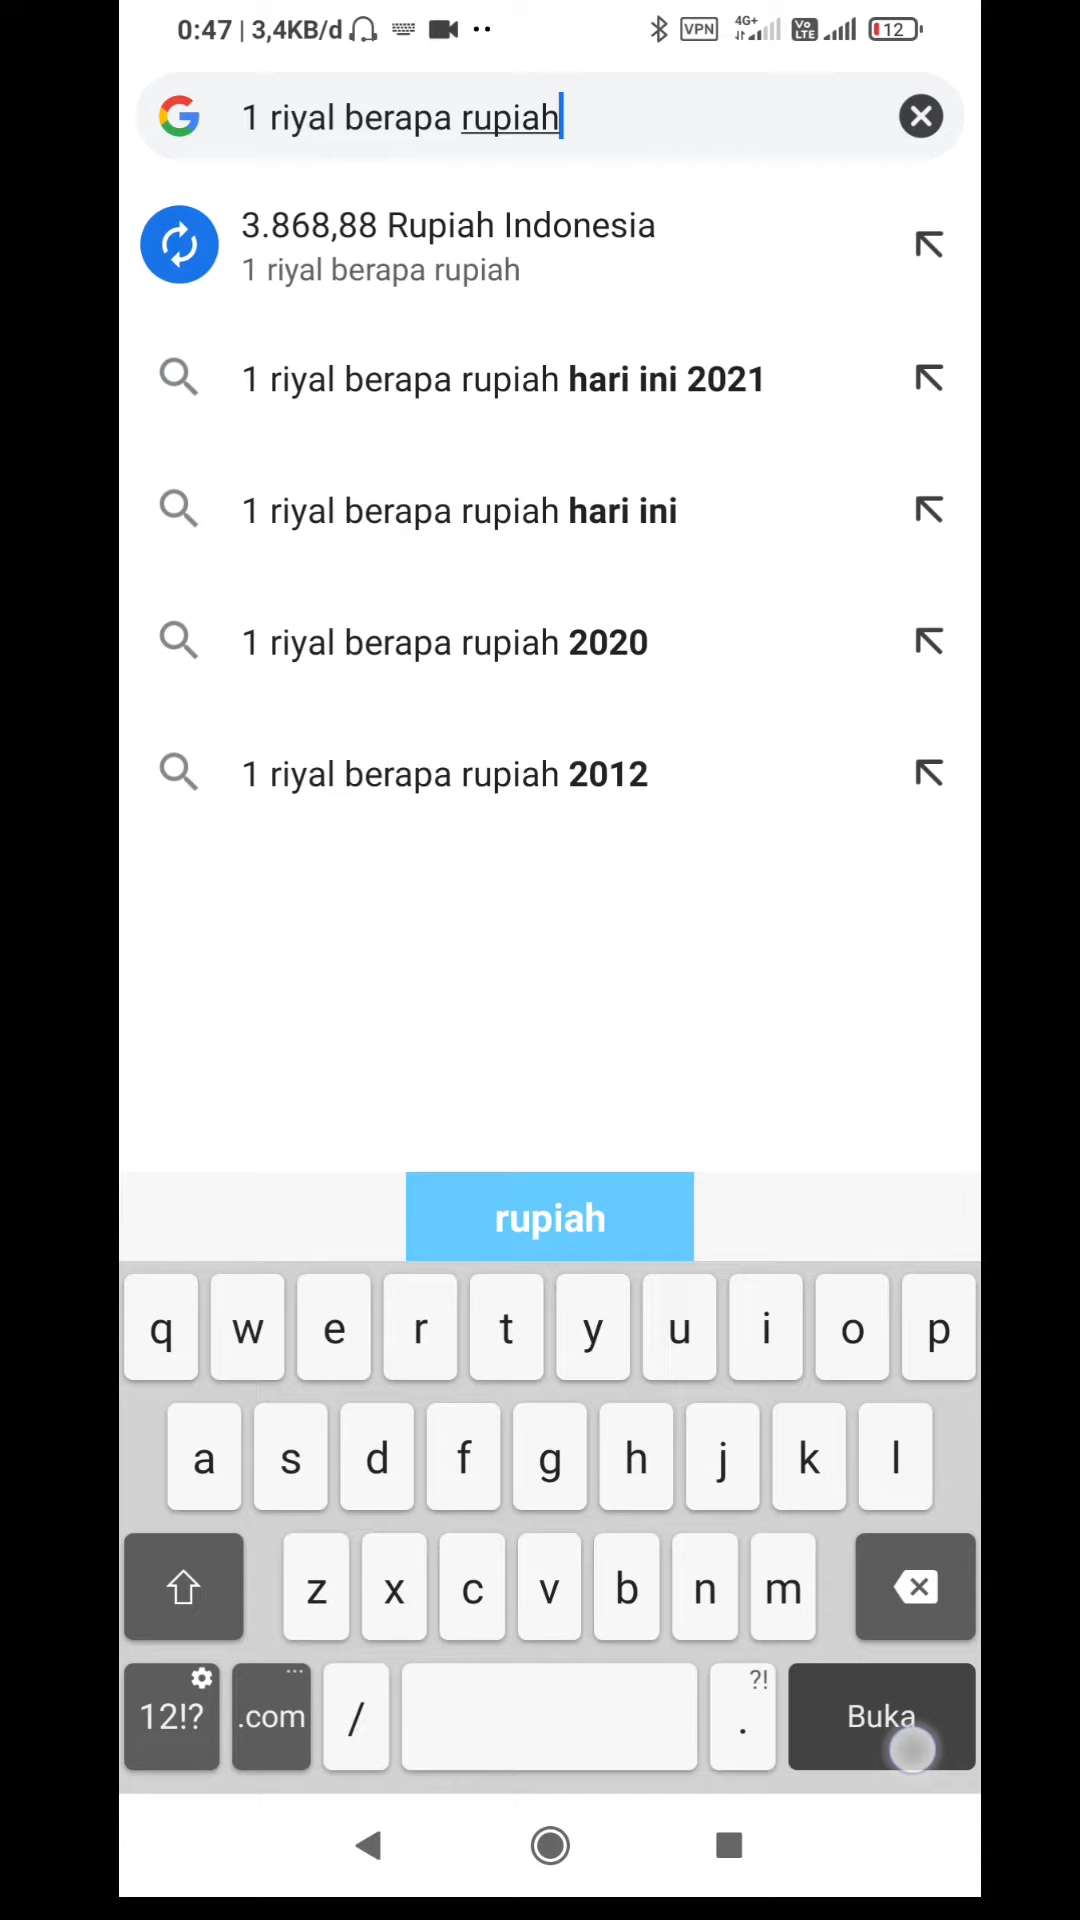 0:47 | 3,4KB/d
VPN 4G+ Vo LTE 12
1 riyal berapa rupiah
3.868,88 Rupiah Indonesia
1 riyal berapa rupiah
1 riyal berapa rupiah hari ini 2021
1 riyal berapa rupiah hari ini
1 riyal berapa rupiah 2020
1 riyal berapa rupiah 2012
rupiah
q w e r t y u i o p
a s d f g h j k l
z x c v b n m
12!? .com / . ?! Buka